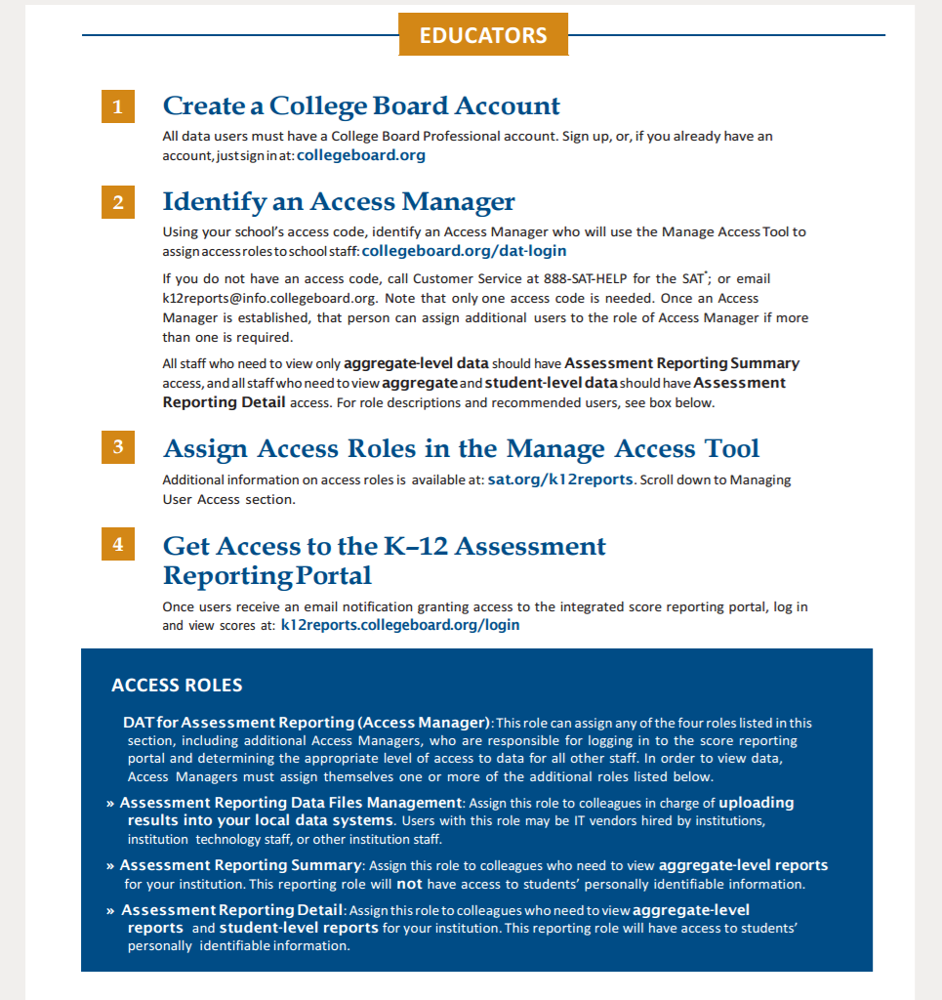 EDUCATORS
1
Create a College Board Account
All data users must have a College Board Professional account. Sign up, or, if you already have an
account, just sign in at: collegeboard.org
2
Identify an Access Manager
Using your school's access code, identify an Access Manager who will use the Manage Access Tool to
assign access roles to school staff: collegeboard.org/dat-login
If you do not have an access code, call Customer Service at 888-SAT-HELP for the SAT®; or email
k12reports@info.collegeboard.org. Note that only one access code is needed. Once an Access
Manager is established, that person can assign additional users to the role of Access Manager if more
than one is required.
All staff who need to view only aggregate-level data should have Assessment Reporting Summary
access, and all staff who need to view aggregate and student-level data should have Assessment
Reporting Detail access. For role descriptions and recommended users, see box below.
3
Assign Access Roles in the Manage Access Tool
Additional information on access roles is available at: sat.org/k12reports. Scroll down to Managing
User Access section.
4
Get Access to the K–12 Assessment
Reporting Portal
Once users receive an email notification granting access to the integrated score reporting portal, log in
and view scores at: k12reports.collegeboard.org/login
ACCESS ROLES
DAT for Assessment Reporting (Access Manager): This role can assign any of the four roles listed in this
section, including additional Access Managers, who are responsible for logging in to the score reporting
portal and determining the appropriate level of access to data for all other staff. In order to view data,
Access Managers must assign themselves one or more of the additional roles listed below.
» Assessment Reporting Data Files Management: Assign this role to colleagues in charge of uploading
results into your local data systems. Users with this role may be IT vendors hired by institutions,
institution technology staff, or other institution staff.
» Assessment Reporting Summary: Assign this role to colleagues who need to view aggregate-level reports
for your institution. This reporting role will not have access to students' personally identifiable information.
» Assessment Reporting Detail: Assign this role to colleagues who need to view aggregate-level
reports and student-level reports for your institution. This reporting role will have access to students'
personally identifiable information.